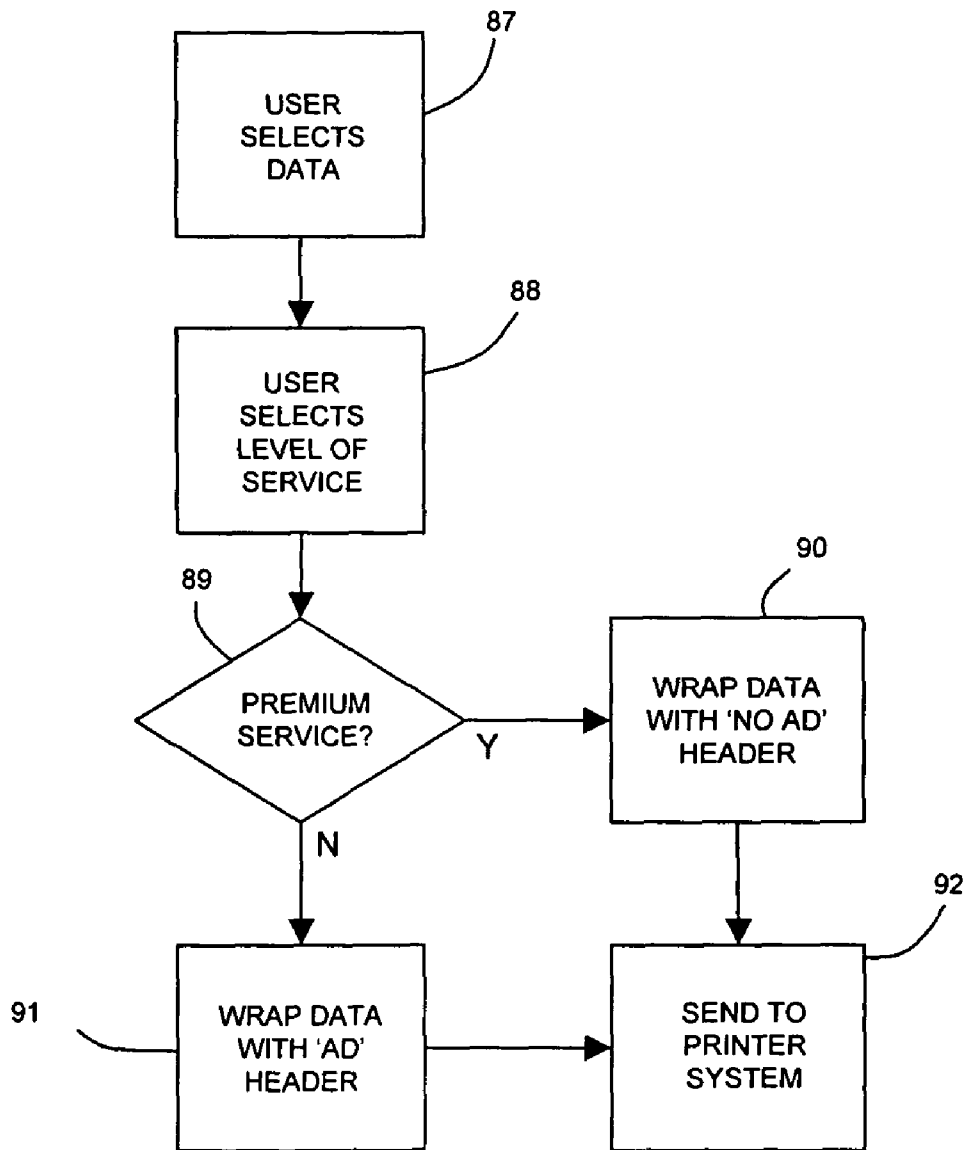 87
USER
SELECTS
DATA
88
USER
SELECTS
LEVEL OF
SERVICE
89
PREMIUM
SERVICE?
Y
N
90
WRAP DATA
WITH 'NO AD'
HEADER
91
WRAP DATA
WITH 'AD'
HEADER
92
SEND TO
PRINTER
SYSTEM